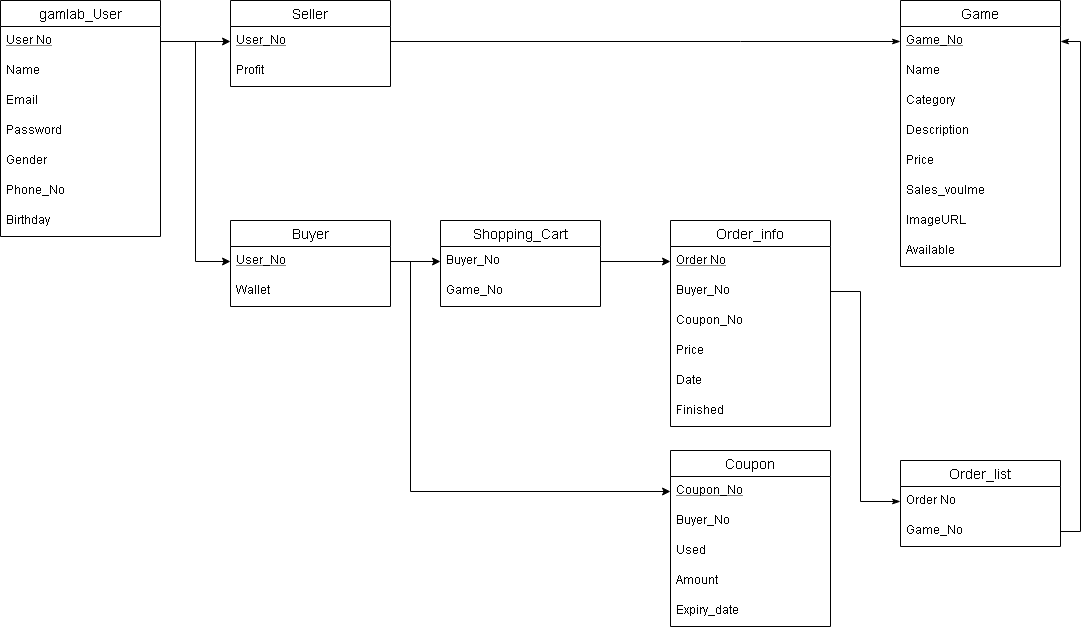 gamlab_User
User No
Name
Email
Password
Gender
Phone_No
Birthday
Seller
User_No
Profit
Game
Game_No
Name
Category
Description
Price
Sales_voulme
ImageURL
Available
Buyer
User_No
Wallet
Shopping_Cart
Buyer_No
Game_No
Order_info
Order No
Buyer_No
Coupon_No
Price
Date
Finished
Coupon
Coupon_No
Buyer_No
Used
Amount
Expiry_date
Order_list
Order No
Game_No